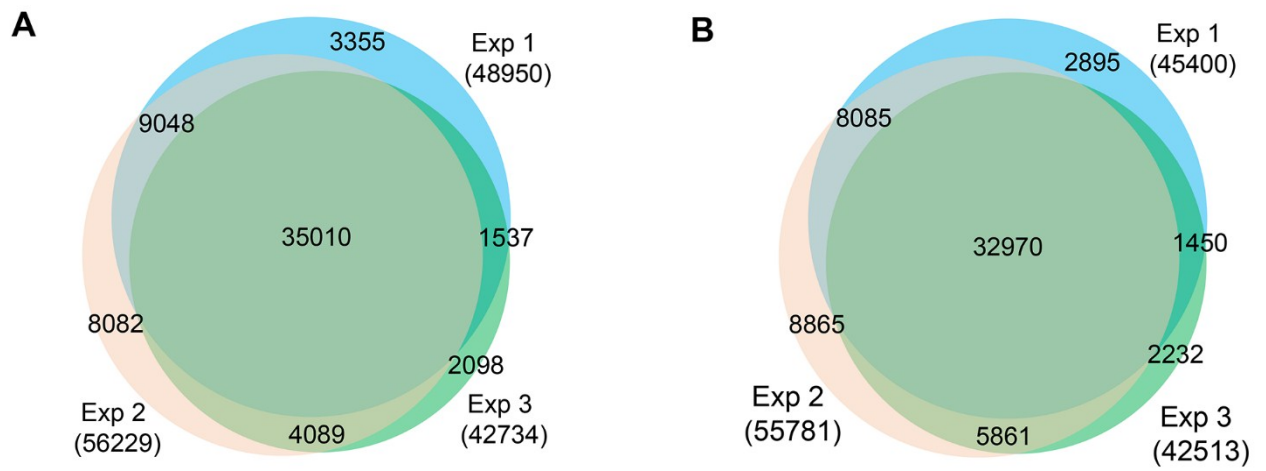 A
3355
Exp 1
(48950)
9048
35010
1537
8082
2098
Exp 2
(56229)
4089
Exp 3
(42734)
B
2895
Exp 1
(45400)
8085
32970
1450
8865
2232
Exp 2
(55781)
5861
Exp 3
(42513)